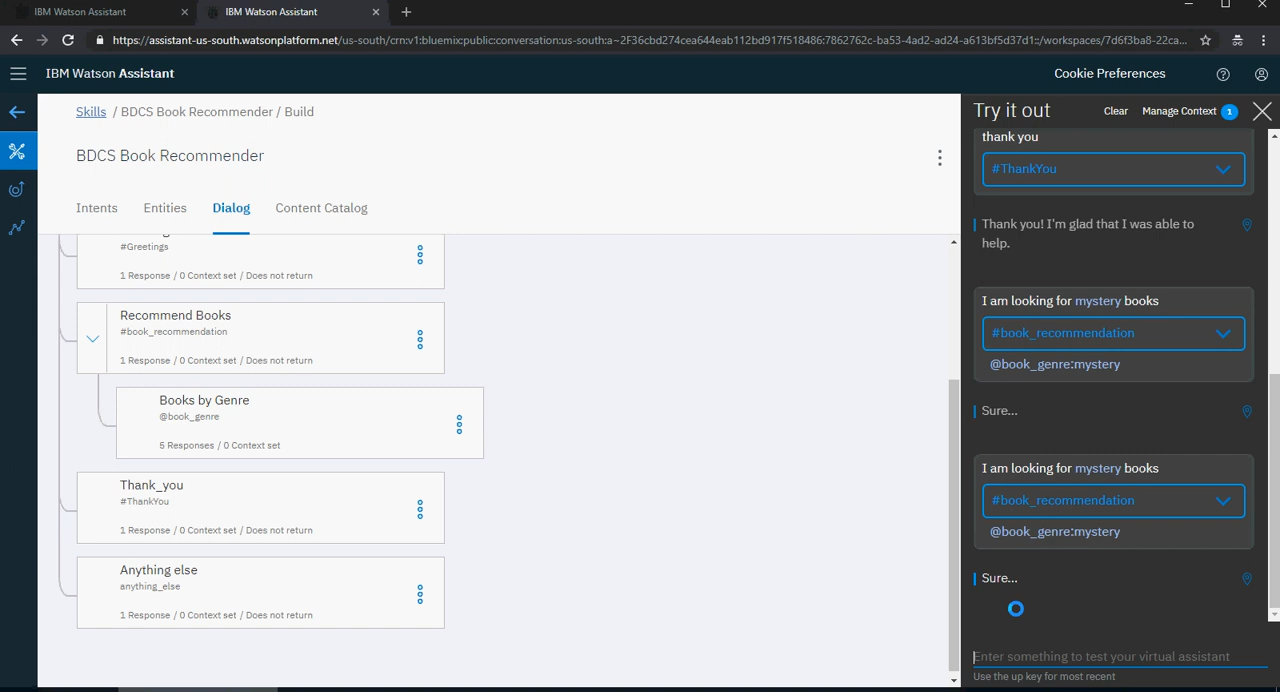 IBM Watson Assistant
IBM Watson Assistant
https://assistant-us-south.watsonplatform.net/us-south/crn:v1:bluemix:public:conversation:us-south:a~2F36cbd274cea644eab112bd917f518486:7862762c-ba53-4ad2-ad24-a613bf5d37d1::/workspaces/7d6f3ba8-22ca...
IBM Watson Assistant
Cookie Preferences
Skills / BDCS Book Recommender / Build
BDCS Book Recommender
Intents Entities Dialog Content Catalog
#Greetings
1 Response / 0 Context set / Does not return
Recommend Books
#book_recommendation
1 Response / 0 Context set / Does not return
Books by Genre
@book_genre
5 Responses / 0 Context set
Thank_you
#ThankYou
1 Response / 0 Context set / Does not return
Anything else
anything_else
1 Response / 0 Context set / Does not return
Try it out
Clear
Manage Context 1
thank you
#ThankYou
Thank you! I'm glad that I was able to
help.
I am looking for mystery books
#book_recommendation
@book_genre:mystery
Sure...
I am looking for mystery books
#book_recommendation
@book_genre:mystery
Sure...
Enter something to test your virtual assistant
Use the up key for most recent